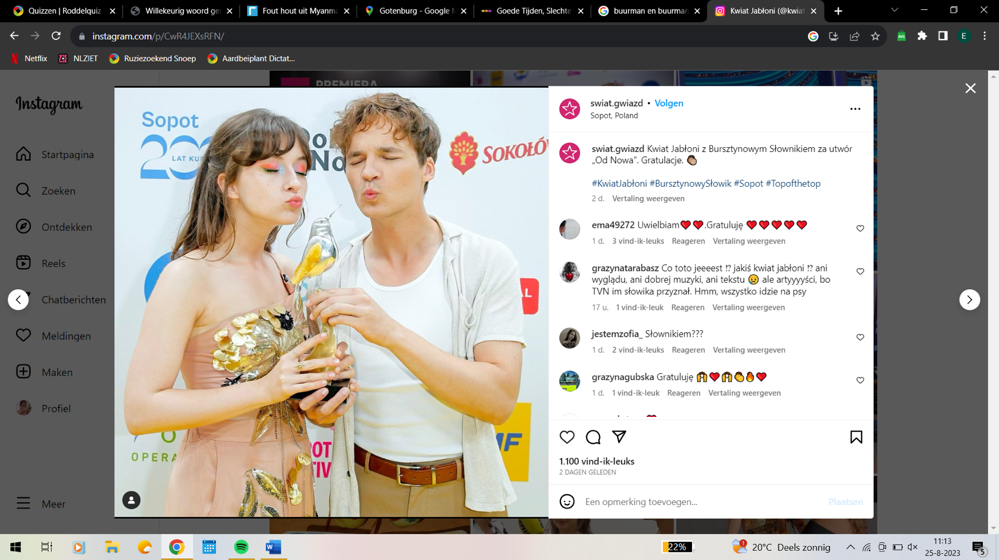 Quizzen | Roddelquiz
Willekeurig woord ge
Fout hout uit Myanma
Gotenburg - Google M
Goede Tijden, Slechte
buurman en buurman
Kwiat Jabłoni (@kwiat
instagram.com/p/CwR4JEXsRFN/
Netflix
NLZIET
Ruziezoekend Snoep
Aardbeiplant Dictat...
Instagram
Startpagina
Zoeken
Ontdekken
Reels
Chatberichten
Meldingen
Maken
Profiel
Meer
PREMIERA
Sopot
200
LAT KU
No
SOKOŁÓ
OPERA
MF
swiat.gwiazd • Volgen
Sopot, Poland
swiat.gwiazd Kwiat Jabłoni z Bursztynowym Słownikiem za utwór
„Od Nowa”. Gratulacje. 👏🏽
#KwiatJabłoni #BursztynowySłowik #Sopot #Topofthetop
2 d. Vertaling weergeven
ema49272 Uwielbiam❤️❤️.Gratuluję ❤️❤️❤️❤️❤️
1 d. 3 vind-ik-leuks Reageren Vertaling weergeven
grazynatarabasz Co toto jeeeest !? jakiś kwiat jabłoni !? ani
wyglądu, ani dobrej muzyki, ani tekstu 😥 ale artyyyyści, bo
TVN im słowika przyznał. Hmm, wszystko idzie na psy
17 u. 1 vind-ik-leuk Reageren Vertaling weergeven
jestemzofia_ Słownikiem???
1 d. 2 vind-ik-leuks Reageren Vertaling weergeven
grazynagubska Gratuluję 🙌❤️🙌👏🔥❤️
1 d. 1 vind-ik-leuk Reageren Vertaling weergeven
1.100 vind-ik-leuks
2 DAGEN GELEDEN
Een opmerking toevoegen...
Plaatsen
22%
20°C Deels zonnig
11:13
25-8-2023
5